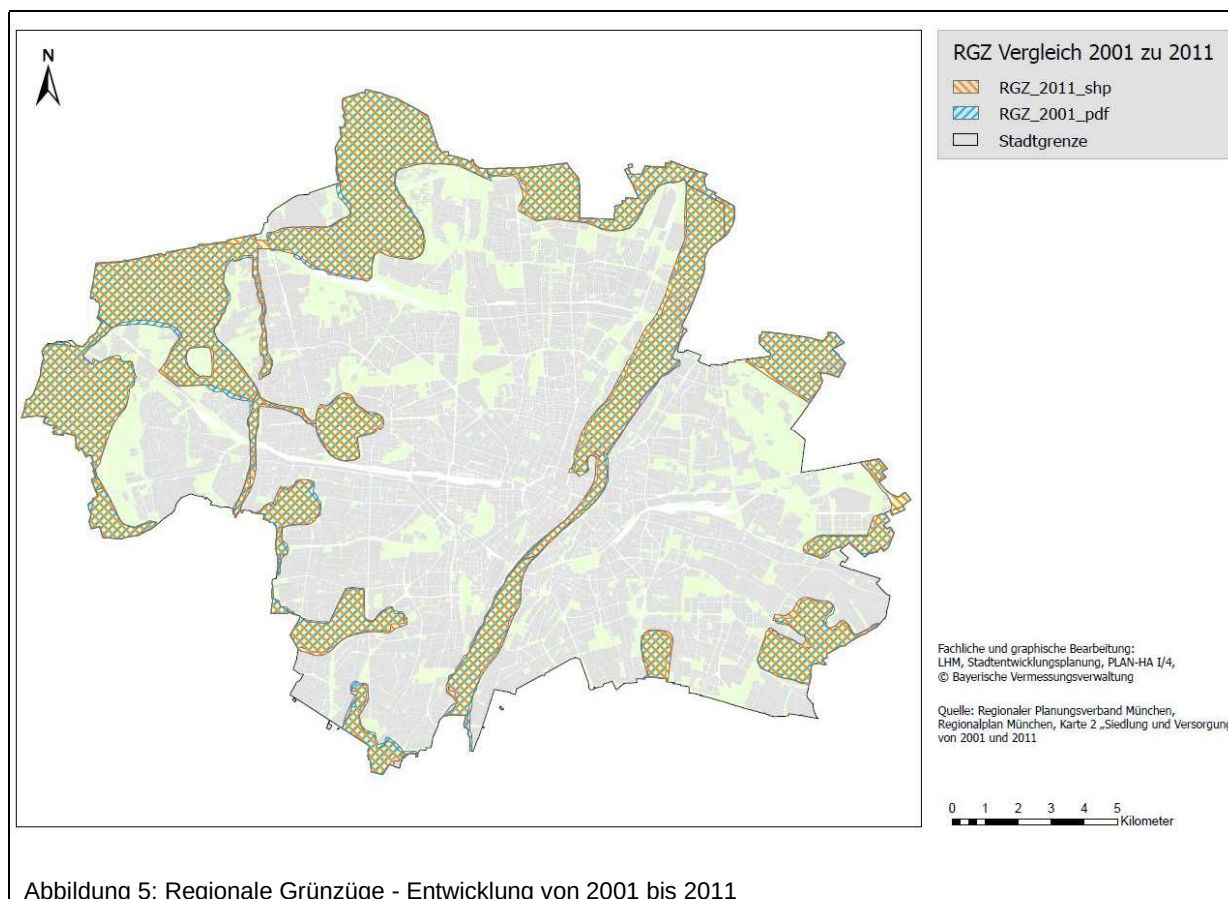 N
RGZ Vergleich 2001 zu 2011
RGZ_2011_shp
RGZ_2001_pdf
Stadtgrenze
Fachliche und graphische Bearbeitung:
LHM, Stadtentwicklungsplanung, PLAN-HA I/4,
© Bayerische Vermessungsverwaltung
Quelle: Regionaler Planungsverband München,
Regionalplan München, Karte 2 „Siedlung und Versorgung
von 2001 und 2011
0 1 2 3 4 5
Kilometer
Abbildung 5: Regionale Grünzüge - Entwicklung von 2001 bis 2011